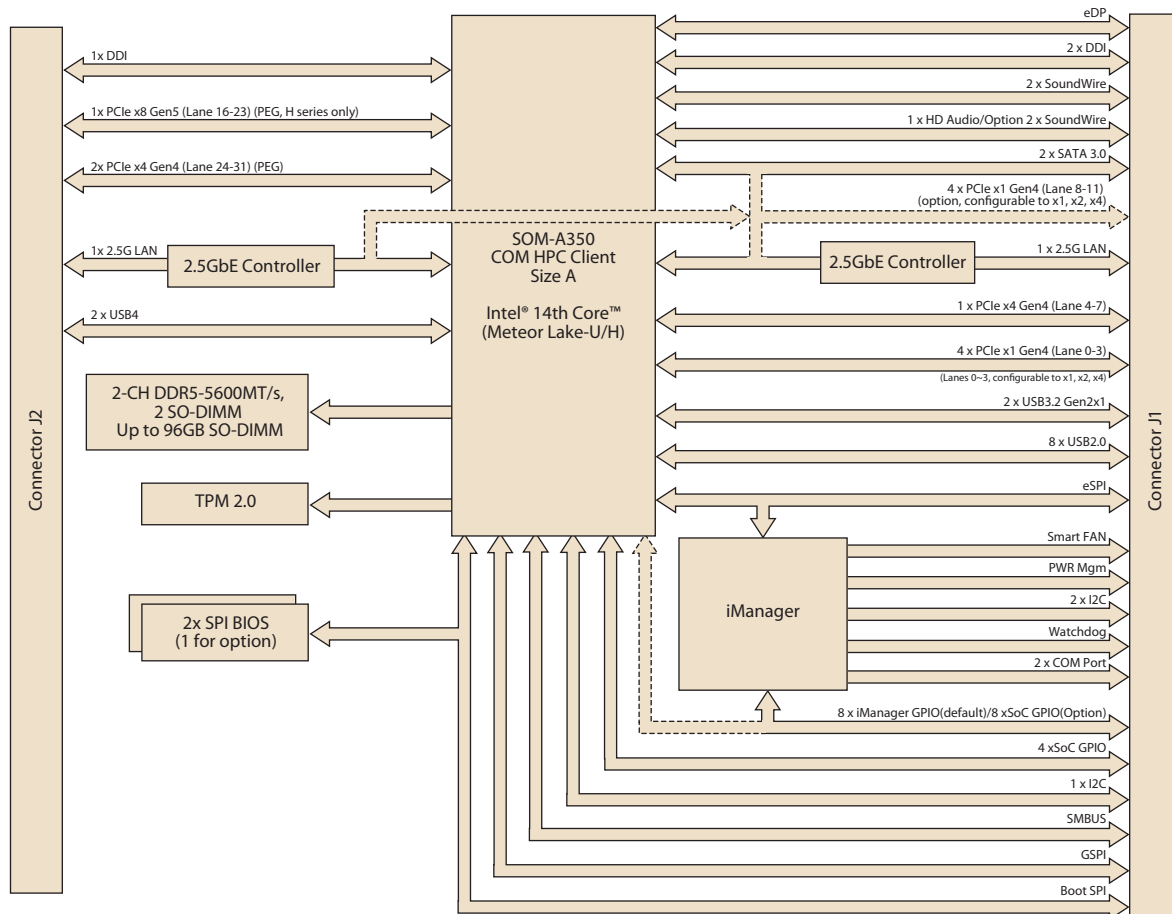 Connector J2
1x DDI
1x PCIe x8 Gen5 (Lane 16-23) (PEG, H series only)
2x PCIe x4 Gen4 (Lane 24-31) (PEG)
1x 2.5G LAN
2.5GbE Controller
2 x USB4
2-CH DDR5-5600MT/s,
2 SO-DIMM
Up to 96GB SO-DIMM
TPM 2.0
2x SPI BIOS
(1 for option)
SOM-A350
COM HPC Client
Size A
Intel® 14th Core™
(Meteor Lake-U/H)
eDP
2 x DDI
2 x SoundWire
1 x HD Audio/Option 2 x SoundWire
2 x SATA 3.0
4 x PCIe x1 Gen4 (Lane 8-11)
(option, configurable to x1, x2, x4)
2.5GbE Controller
1 x 2.5G LAN
1 x PCIe x4 Gen4 (Lane 4-7)
4 x PCIe x1 Gen4 (Lane 0-3)
(Lanes 0~3, configurable to x1, x2, x4)
2 x USB3.2 Gen2x1
8 x USB2.0
eSPI
iManager
Smart FAN
PWR Mgm
2 x I2C
Watchdog
2 x COM Port
8 x iManager GPIO(default)/8 xSoC GPIO(Option)
4 xSoC GPIO
1 x I2C
SMBUS
GSPI
Boot SPI
Connector J1